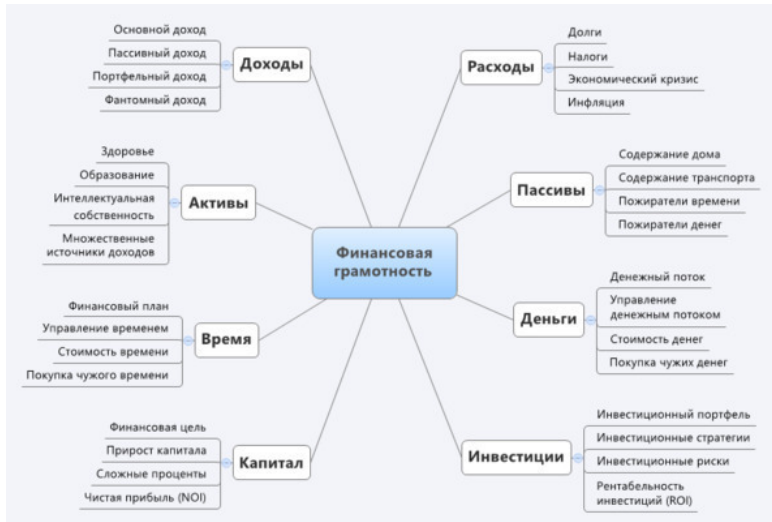 Финансовая
грамотность
Доходы
Основной доход
Пассивный доход
Портфельный доход
Фантомный доход
Активы
Здоровье
Образование
Интеллектуальная
собственность
Множественные
источники доходов
Время
Финансовый план
Управление временем
Стоимость времени
Покупка чужого времени
Капитал
Финансовая цель
Прирост капитала
Сложные проценты
Чистая прибыль (NOI)
Расходы
Долги
Налоги
Экономический кризис
Инфляция
Пассивы
Содержание дома
Содержание транспорта
Пожиратели времени
Пожиратели денег
Деньги
Денежный поток
Управление
денежным потоком
Стоимость денег
Покупка чужих денег
Инвестиции
Инвестиционный портфель
Инвестиционные стратегии
Инвестиционные риски
Рентабельность
инвестиций (ROI)